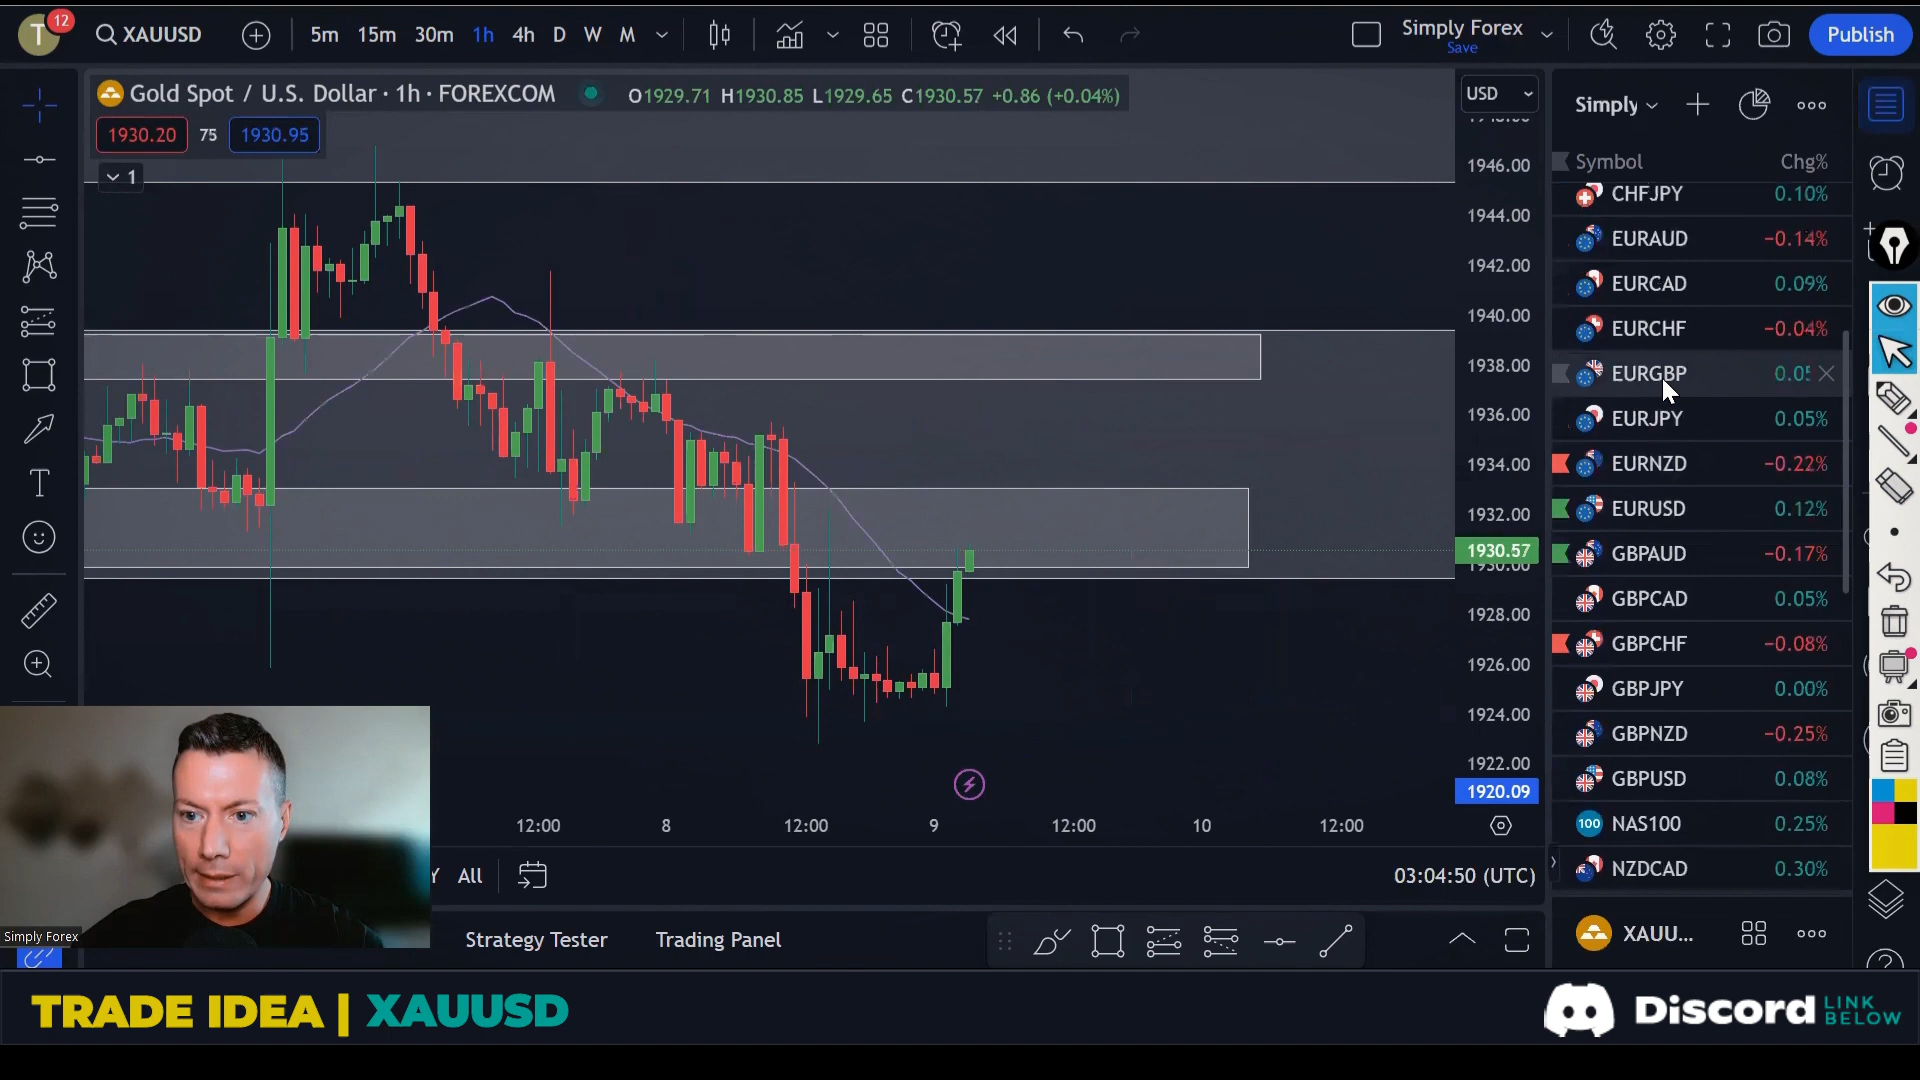 T
12
XAUUSD
5m 15m 30m 1h 4h D W M
Simply Forex
Save
Publish
Gold Spot / U.S. Dollar · 1h · FOREXCOM
O1929.71 H1930.85 L1929.65 C1930.57 +0.86 (+0.04%)
USD
1930.20 75 1930.95
1
1946.00
1944.00
1942.00
1940.00
1938.00
1936.00
1934.00
1932.00
1930.57
1930.00
1928.00
1926.00
1924.00
1922.00
1920.09
12:00 8 12:00 9 12:00 10 12:00
Simply
Symbol Chg%
CHFJPY 0.10%
EURAUD −0.14%
EURCAD 0.09%
EURCHF −0.04%
EURGBP
EURJPY 0.05%
EURNZD −0.22%
EURUSD 0.12%
GBPAUD −0.17%
GBPCAD 0.05%
GBPCHF −0.08%
GBPJPY 0.00%
GBPNZD −0.25%
GBPUSD 0.08%
100 NAS100 0.25%
NZDCAD 0.30%
XAUU...
All
03:04:50 (UTC)
Simply Forex
Strategy Tester Trading Panel
TRADE IDEA | XAUUSD
Discord LINK BELOW